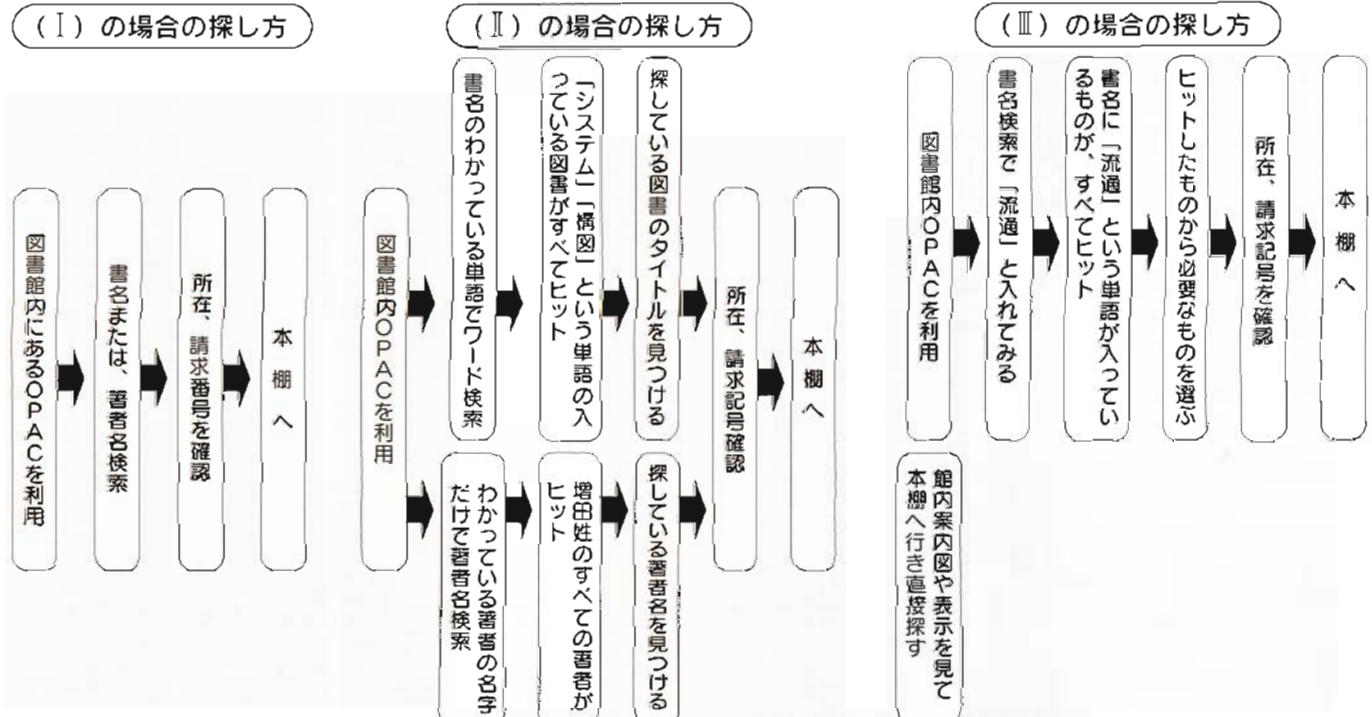 （Ⅰ）の場合の探し方
図書館内にあるOPACを利用
書名または、著者名検索
所在、請求番号を確認
本棚へ
（Ⅱ）の場合の探し方
図書館内OPACを利用
書名のわかっている単語でワード検索
「システム」「構図」という単語の入
っている図書がすべてヒット
探している図書のタイトルを見つける
わかっている著者の名字
だけで著者名検索
増田姓のすべての著者が
ヒット
探している著者名を見つける
所在、請求記号確認
本棚へ
（Ⅲ）の場合の探し方
図書館内OPACを利用
書名検索で「流通」と入れてみる
書名に「流通」という単語が入ってい
るものが、すべてヒット
ヒットしたものから必要なものを選ぶ
所在、請求記号を確認
本棚へ
館内案内図や表示を見て
本棚へ行き直接探す